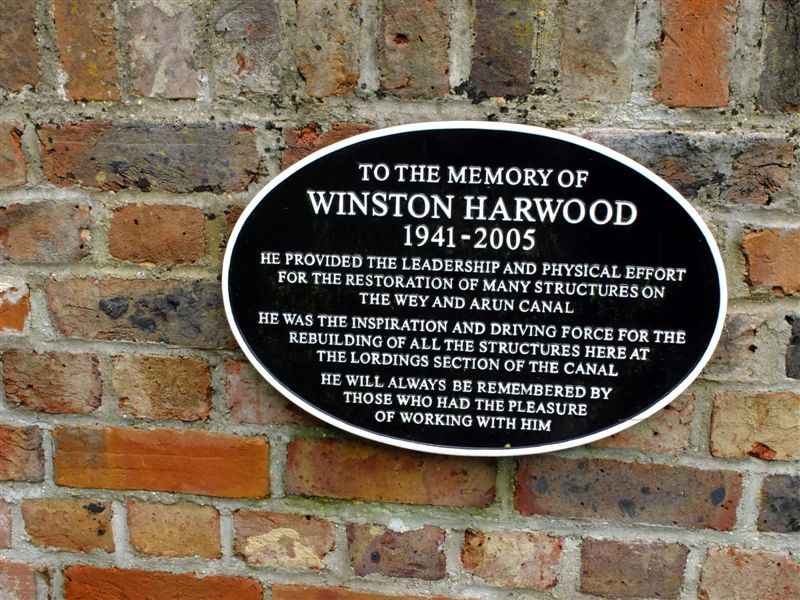 TO THE MEMORY OF
WINSTON HARWOOD
1941-2005
HE PROVIDED THE LEADERSHIP AND PHYSICAL EFFORT
FOR THE RESTORATION OF MANY STRUCTURES ON
THE WEY AND ARUN CANAL
HE WAS THE INSPIRATION AND DRIVING FORCE FOR THE
REBUILDING OF ALL THE STRUCTURES HERE AT
THE LORDINGS SECTION OF THE CANAL
HE WILL ALWAYS BE REMEMBERED BY
THOSE WHO HAD THE PLEASURE
OF WORKING WITH HIM